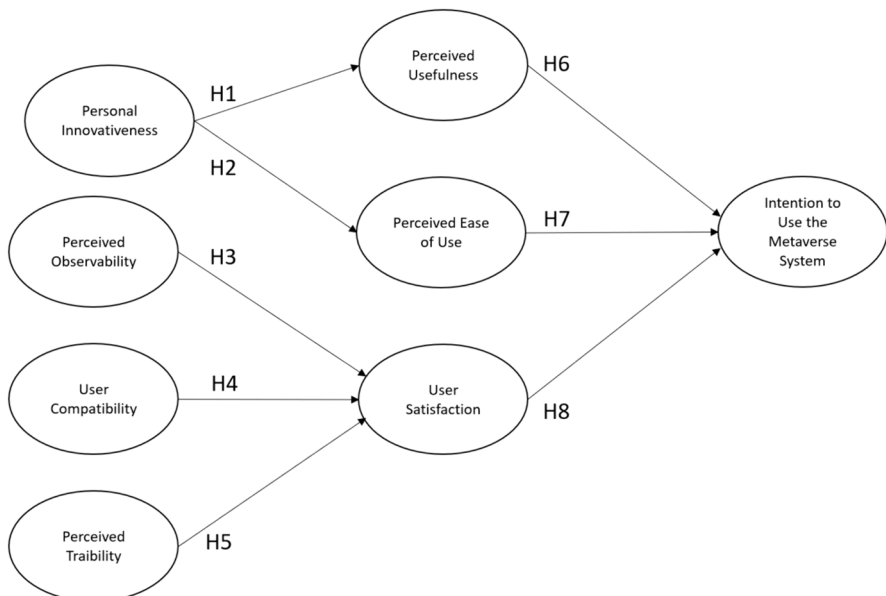 Perceived
Usefulness
H6
H1
Personal
Innovativeness
H2
Perceived Ease
of Use
H7
Intention to
Use the
Metaverse
System
Perceived
Observability
H3
User
Compatibility
H4
User
Satisfaction
H8
Perceived
Traibility
H5